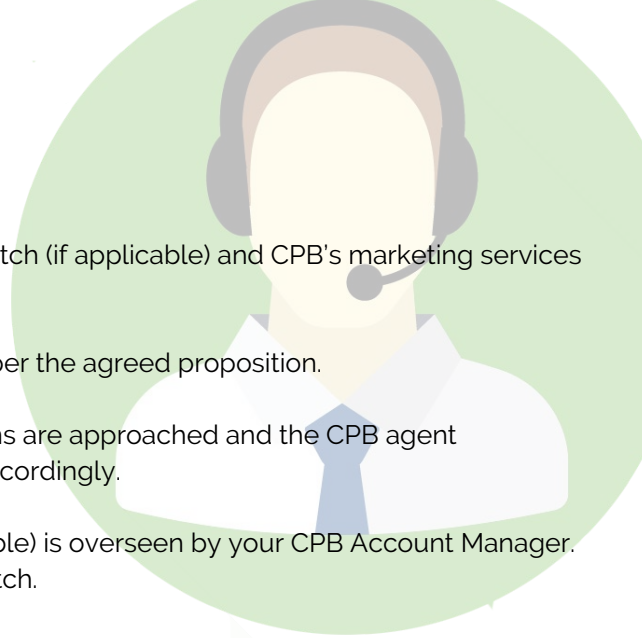 tch (if applicable) and CPB’s marketing services
per the agreed proposition.
ns are approached and the CPB agent
cordingly.
ble) is overseen by your CPB Account Manager.
tch.